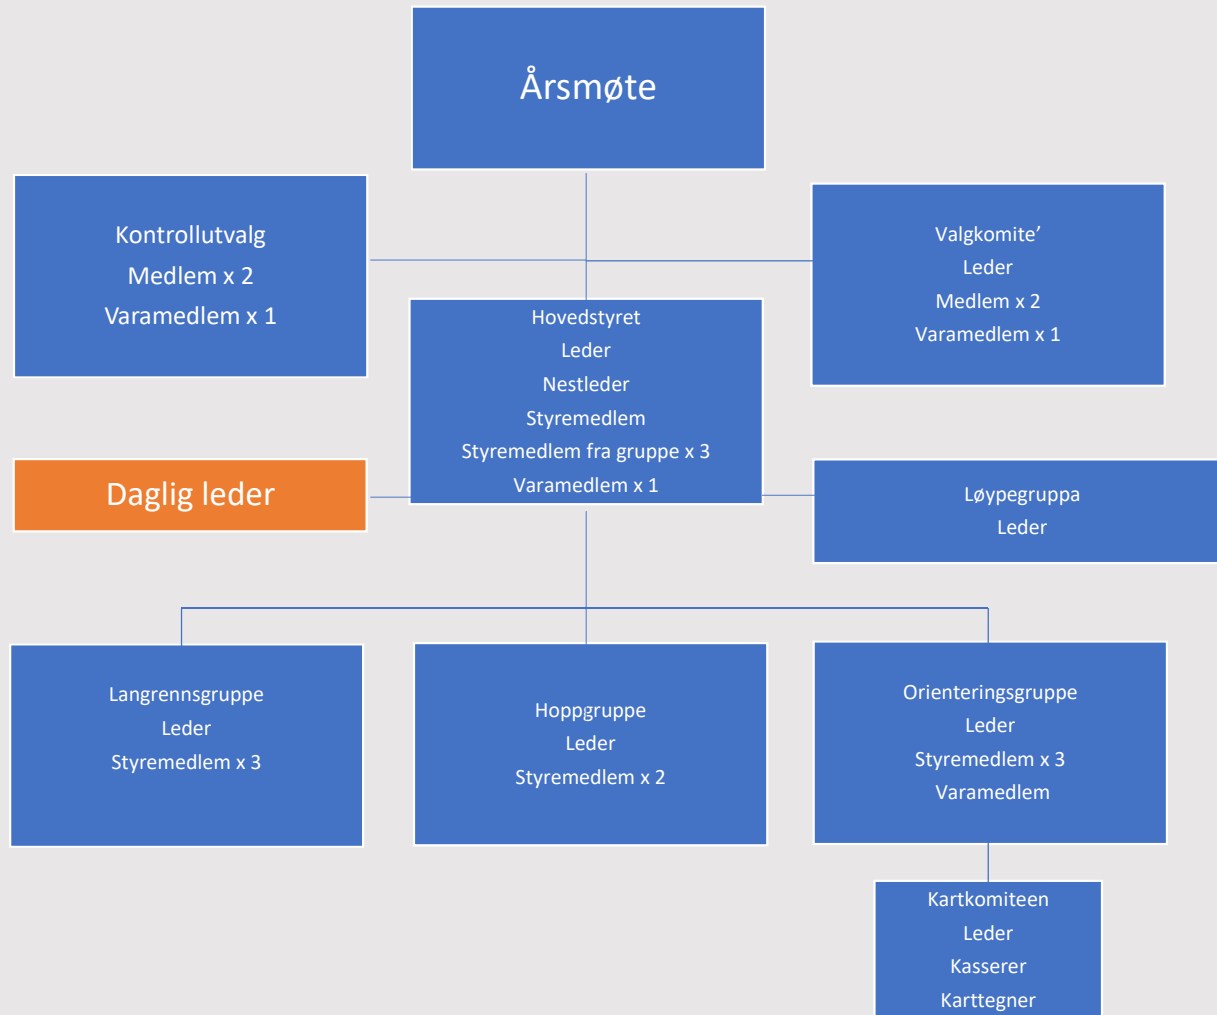 Årsmøte
Kontrollutvalg
Medlem x 2
Varamedlem x 1
Valgkomite’
Leder
Medlem x 2
Varamedlem x 1
Hovedstyret
Leder
Nestleder
Styremedlem
Styremedlem fra gruppe x 3
Varamedlem x 1
Daglig leder
Løypegruppa
Leder
Langrennsgruppe
Leder
Styremedlem x 3
Hoppgruppe
Leder
Styremedlem x 2
Orienteringsgruppe
Leder
Styremedlem x 3
Varamedlem
Kartkomiteen
Leder
Kasserer
Karttegner